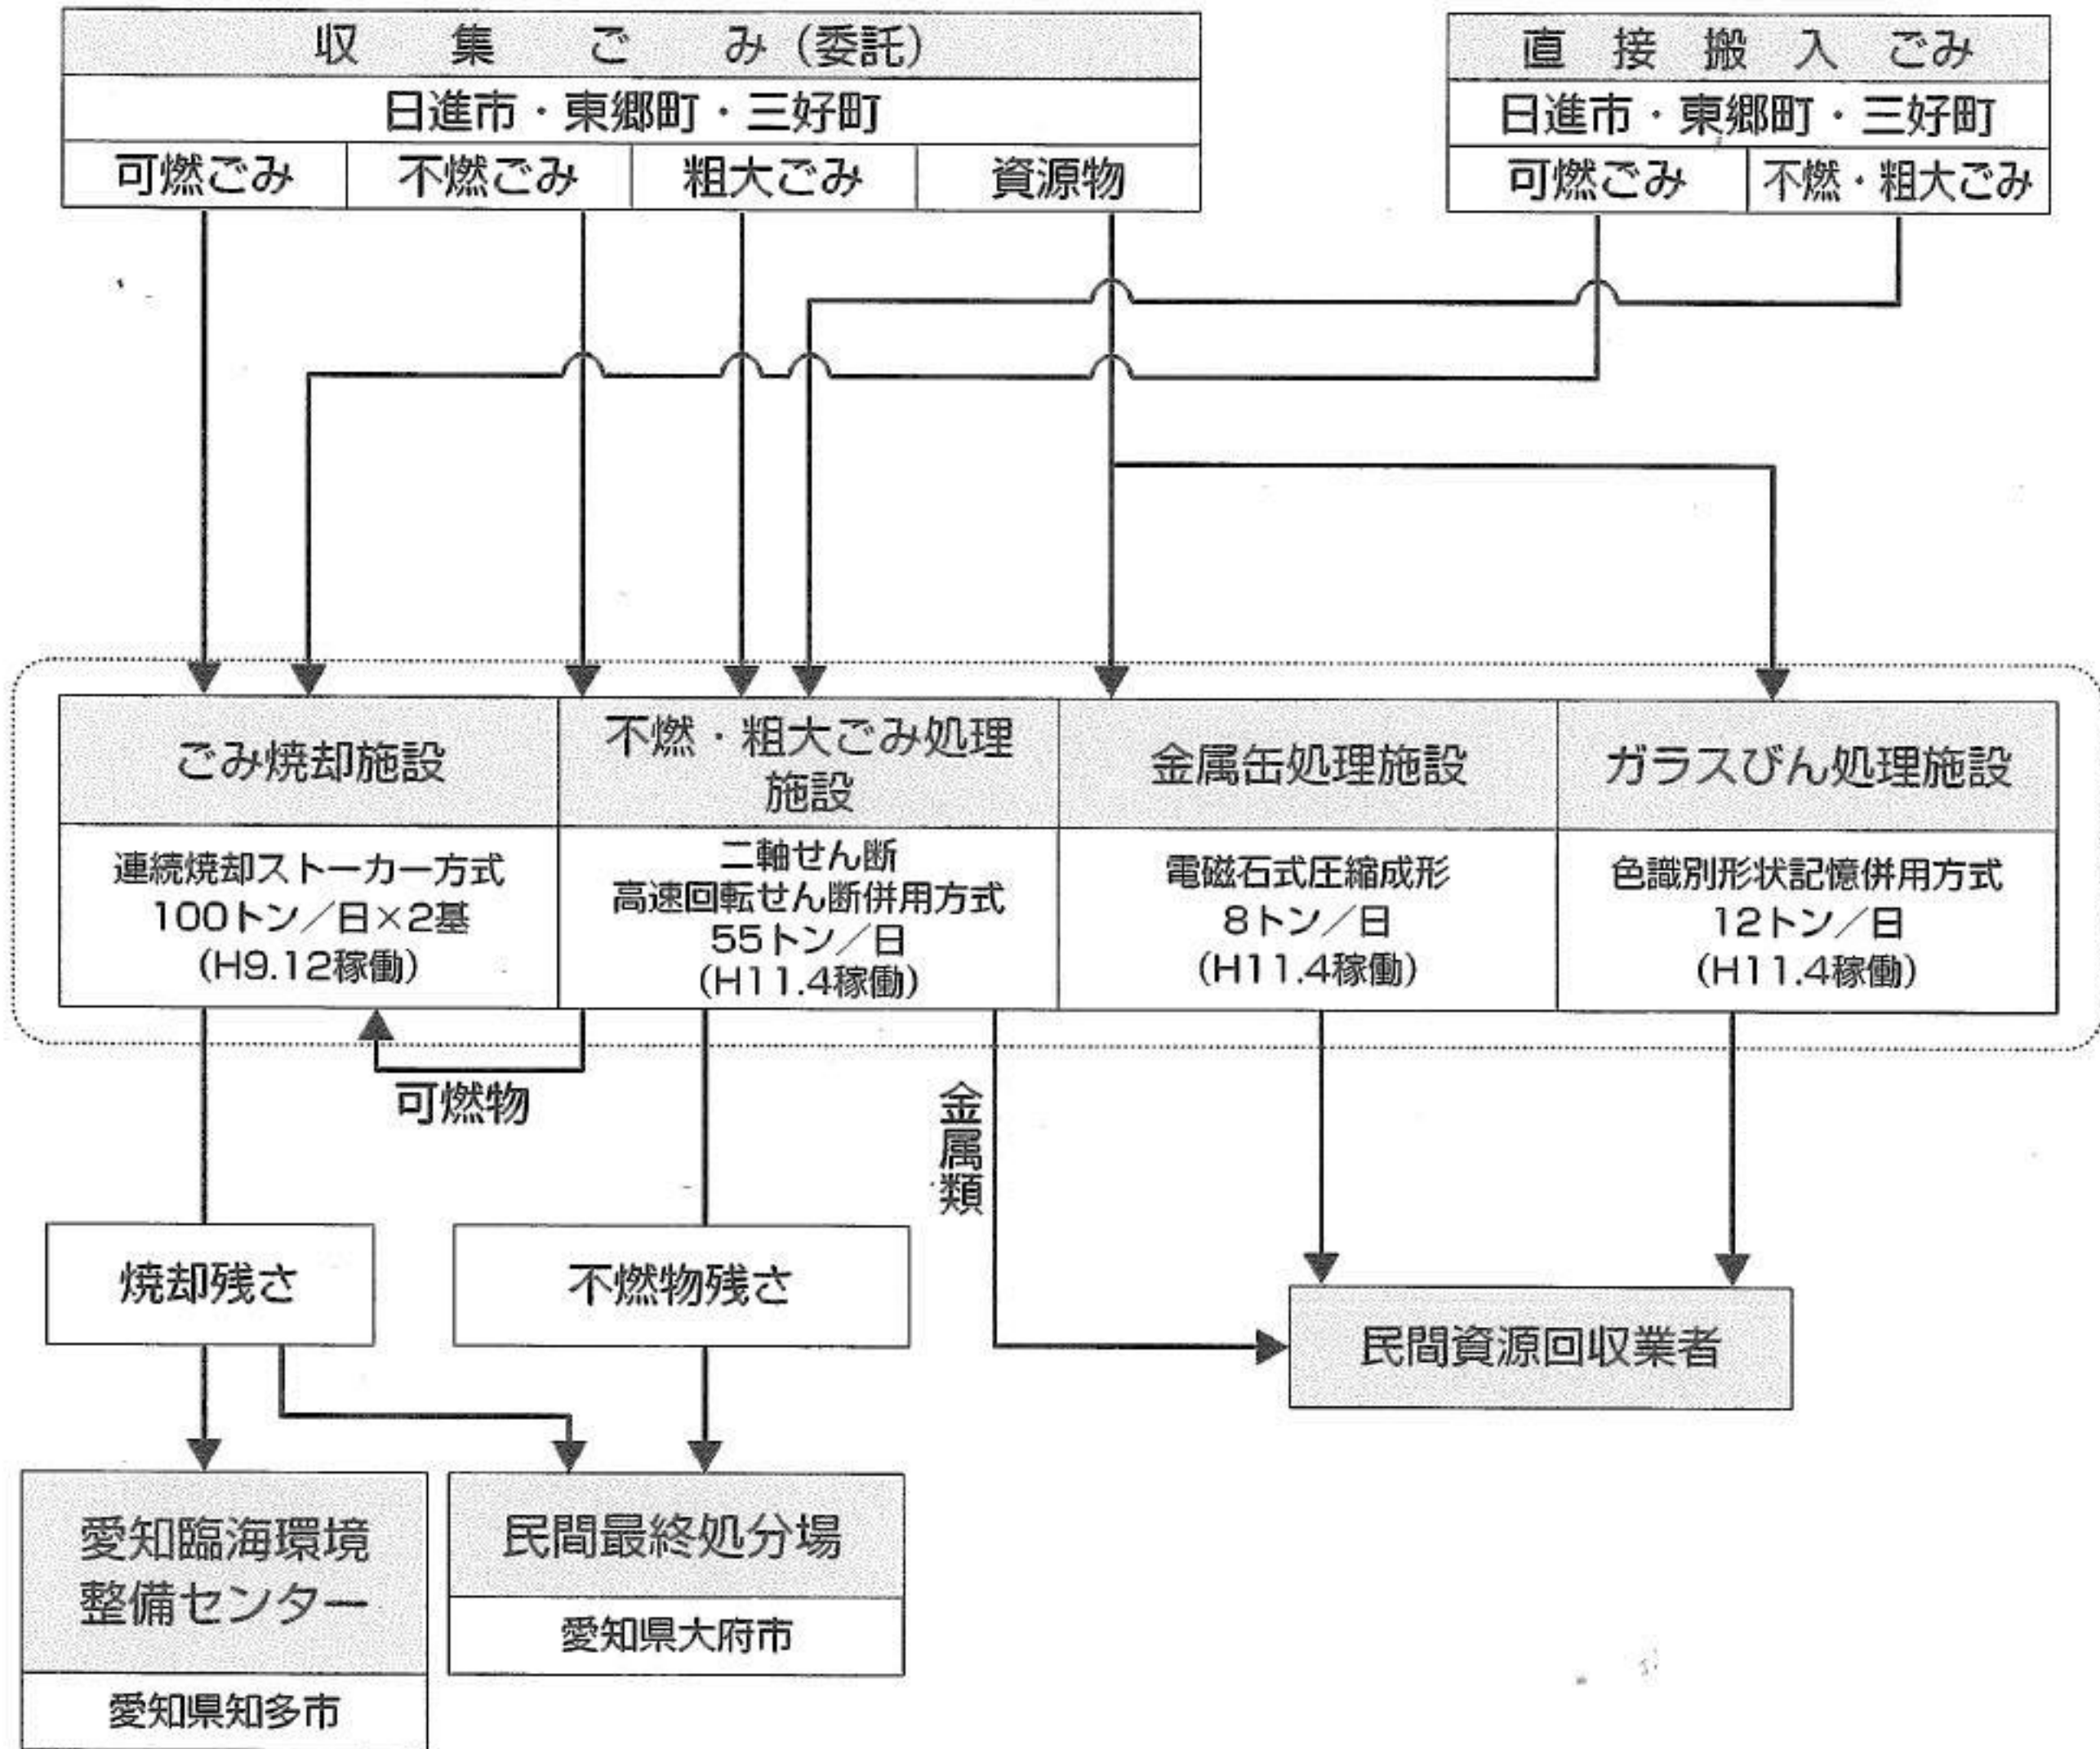 収集ごみ（委託）
日進市・東郷町・三好町
可燃ごみ
不燃ごみ
粗大ごみ
資源物
直接搬入ごみ
日進市・東郷町・三好町
可燃ごみ
不燃・粗大ごみ
ごみ焼却施設
連続焼却ストーカー方式
100トン／日×2基
（H9.12稼働）
不燃・粗大ごみ処理
施設
二軸せん断
高速回転せん断併用方式
55トン／日
（H11.4稼働）
金属缶処理施設
電磁石式圧縮成形
8トン／日
（H11.4稼働）
ガラスびん処理施設
色識別形状記憶併用方式
12トン／日
（H11.4稼働）
可燃物
金属類
焼却残さ
不燃物残さ
民間資源回収業者
愛知臨海環境
整備センター
愛知県知多市
民間最終処分場
愛知県大府市